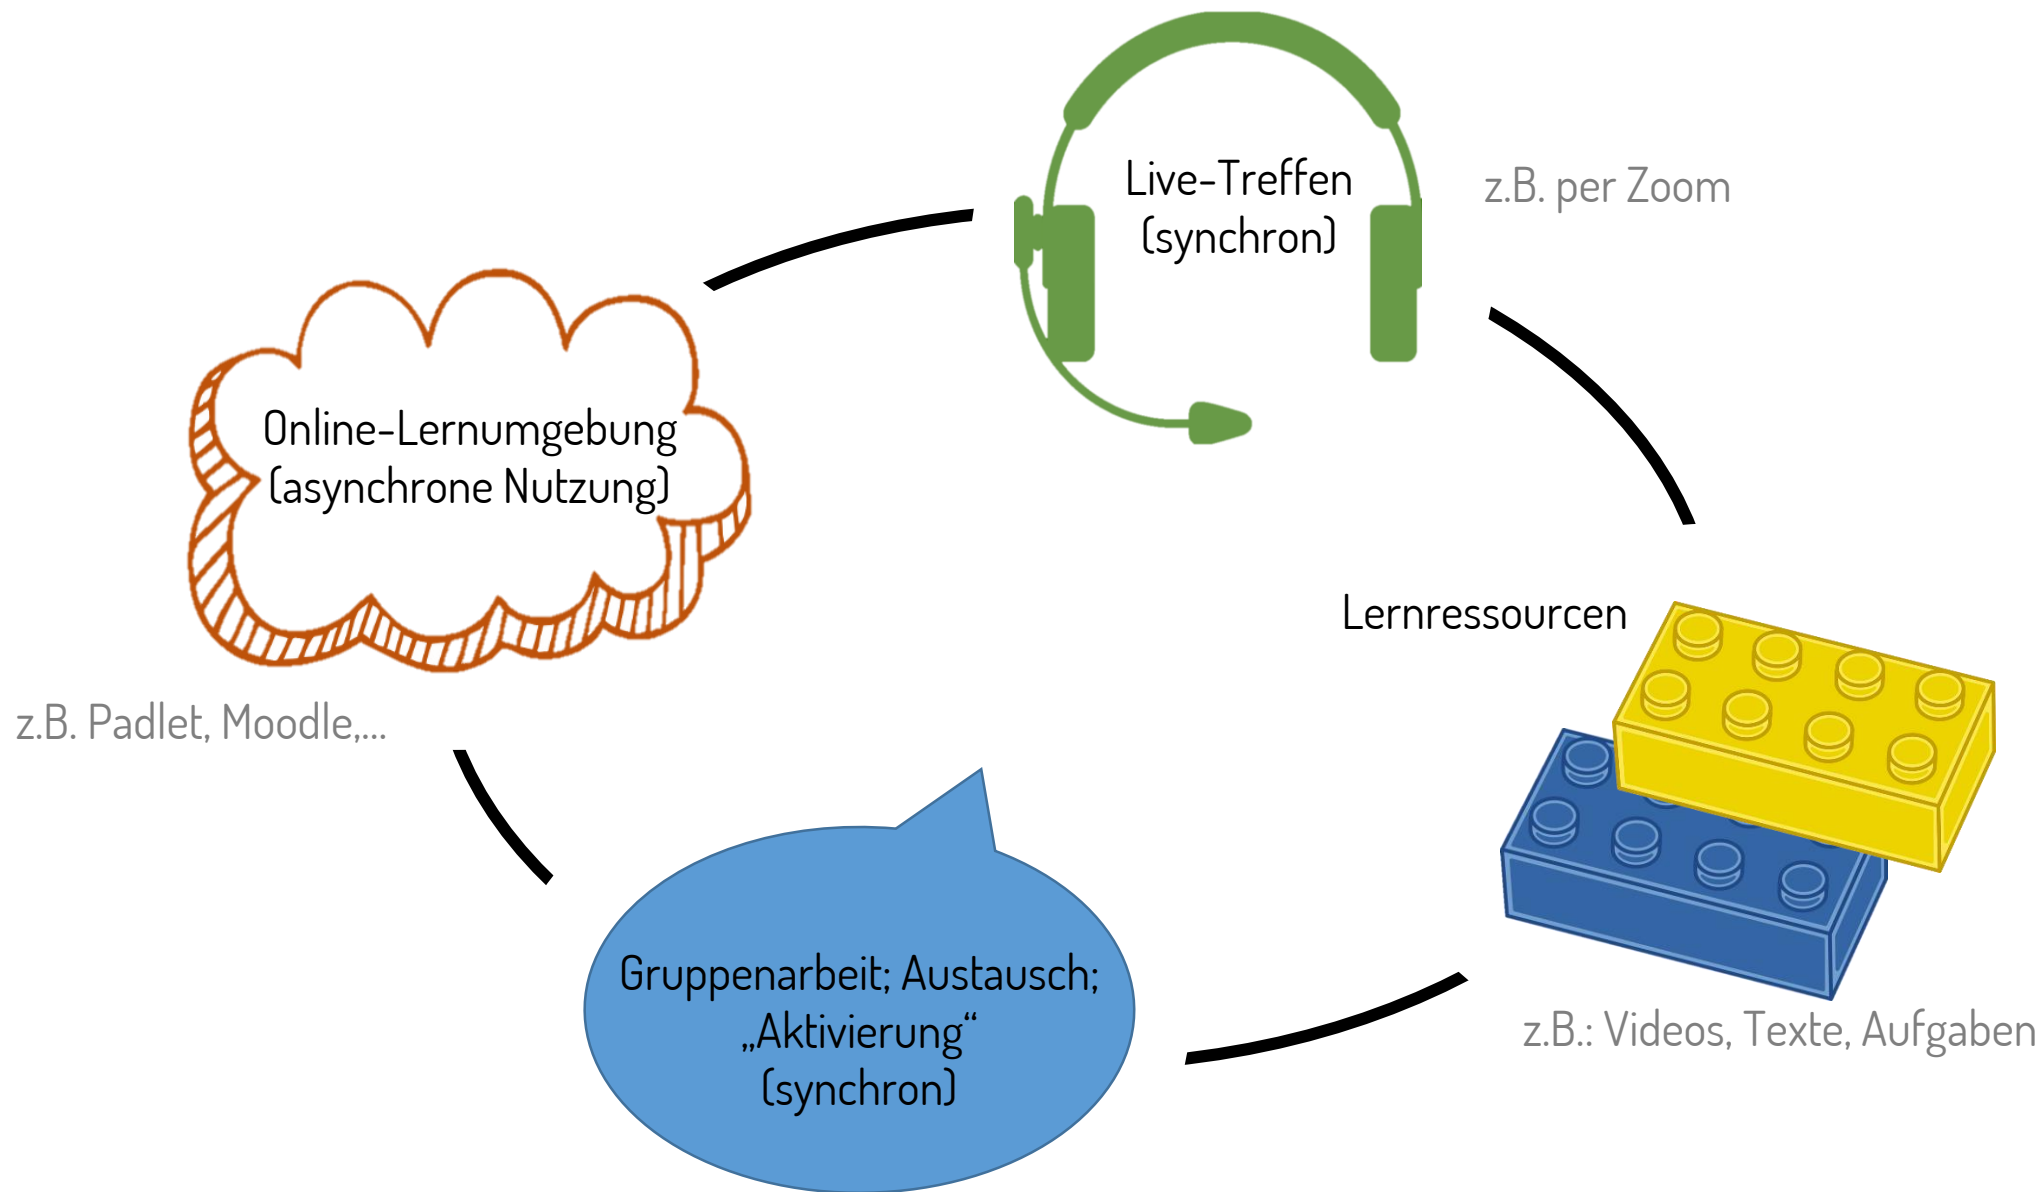 Live-Treffen
(synchron)
z.B. per Zoom
Online-Lernumgebung
(asynchrone Nutzung)
z.B. Padlet, Moodle,...
Lernressourcen
z.B.: Videos, Texte, Aufgaben
Gruppenarbeit; Austausch;
„Aktivierung“
(synchron)